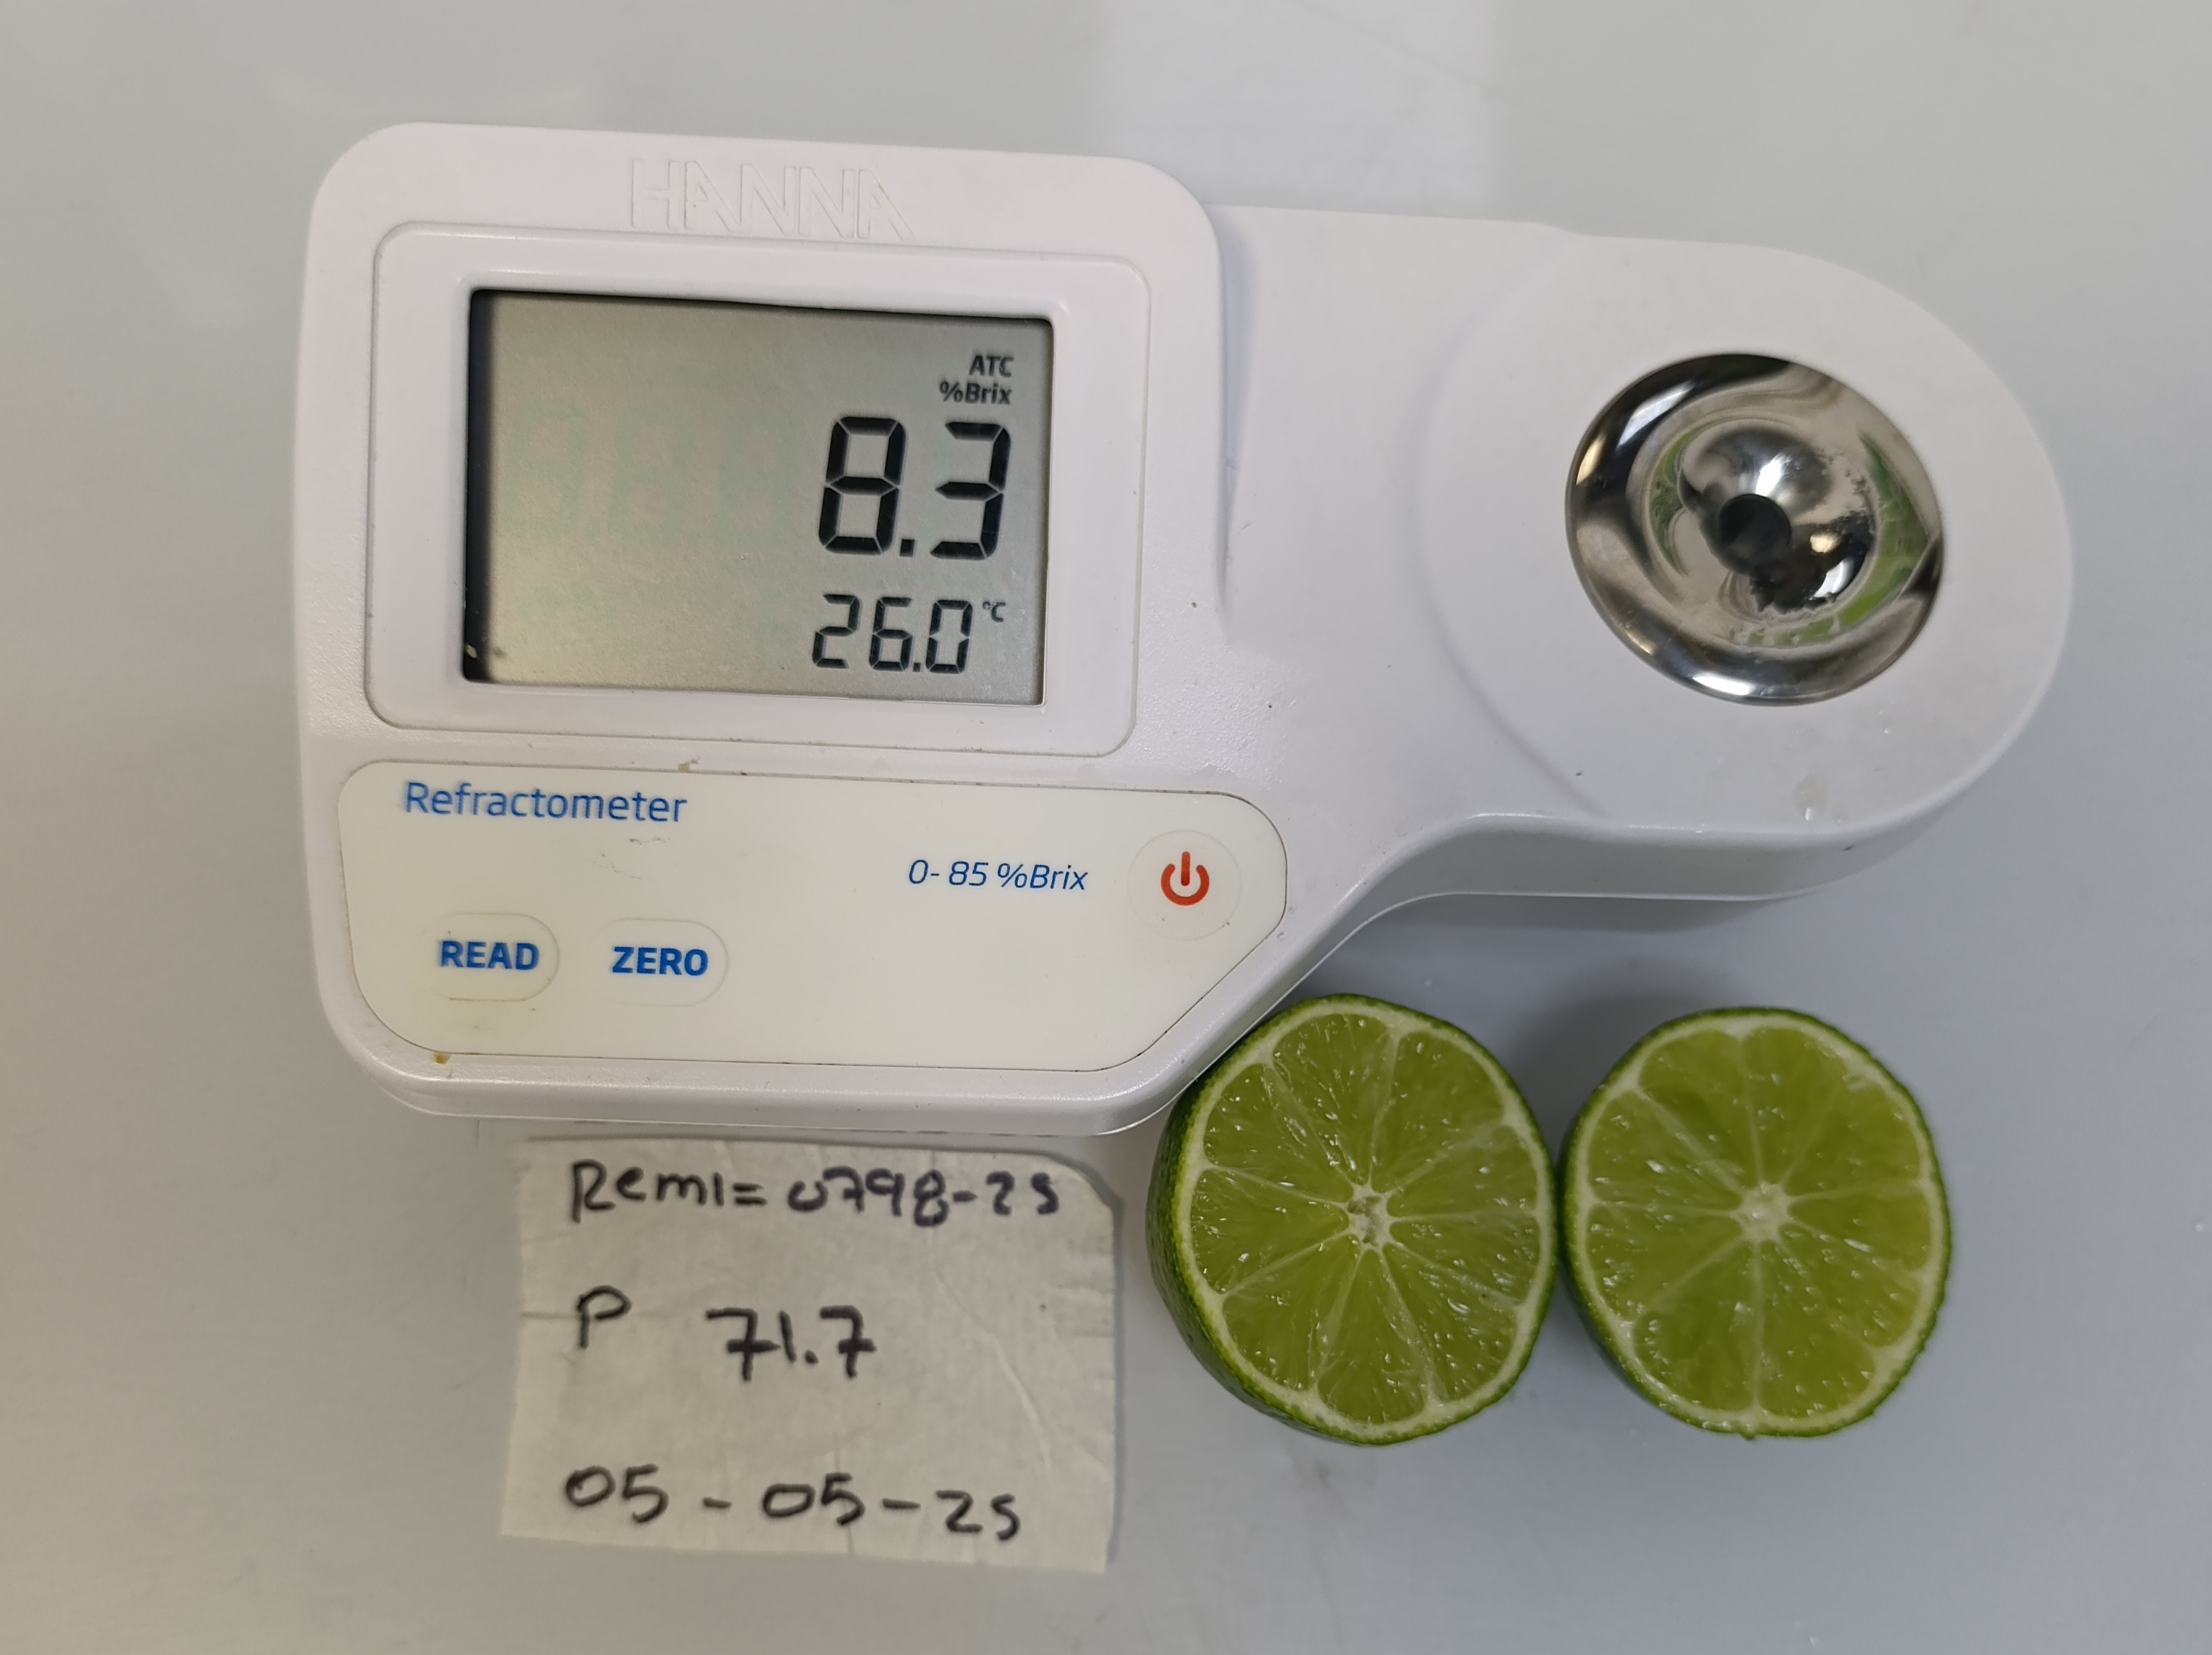 HANNA
ATC
%Brix
8.3
26.0 °C
Refractometer
0-85 %Brix
READ
ZERO
Remi=0798-25
P 71.7
05-05-25